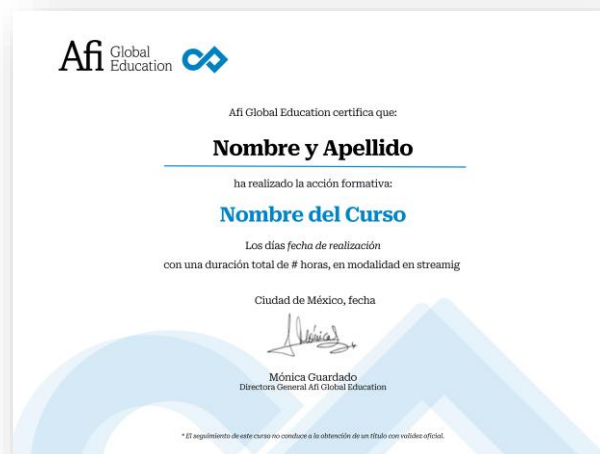 Afi Global Education
Afi Global Education certifica que:
Nombre y Apellido
ha realizado la acción formativa:
Nombre del Curso
Los días fecha de realización
con una duración total de # horas, en modalidad en streamig
Ciudad de México, fecha
Mónica Guardado
Directora General Afi Global Education
* El seguimiento de este curso no conduce a la obtención de un título con validez oficial.